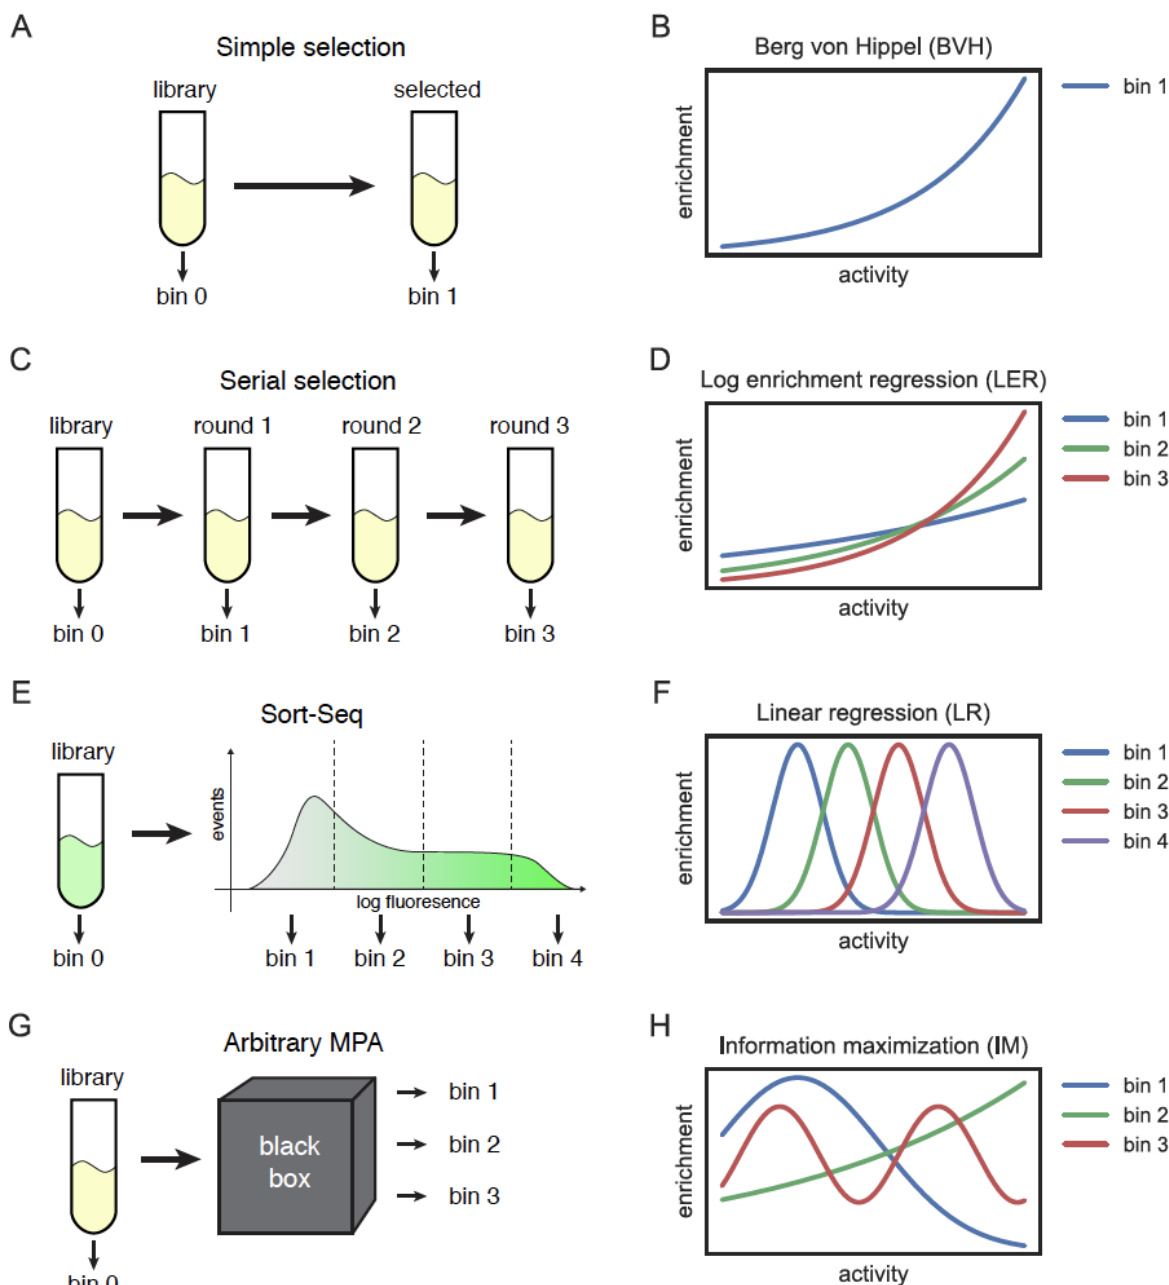 A
Simple selection
library
selected
bin 0
bin 1
B
Berg von Hippel (BVH)
enrichment
activity
bin 1
C
Serial selection
library
round 1
round 2
round 3
bin 0
bin 1
bin 2
bin 3
D
Log enrichment regression (LER)
enrichment
activity
bin 1
bin 2
bin 3
E
Sort-Seq
library
bin 0
events
log fluoresence
bin 1
bin 2
bin 3
bin 4
F
Linear regression (LR)
enrichment
activity
bin 1
bin 2
bin 3
bin 4
G
Arbitrary MPA
library
black
box
bin 1
bin 2
bin 3
bin 0
H
Information maximization (IM)
enrichment
activity
bin 1
bin 2
bin 3